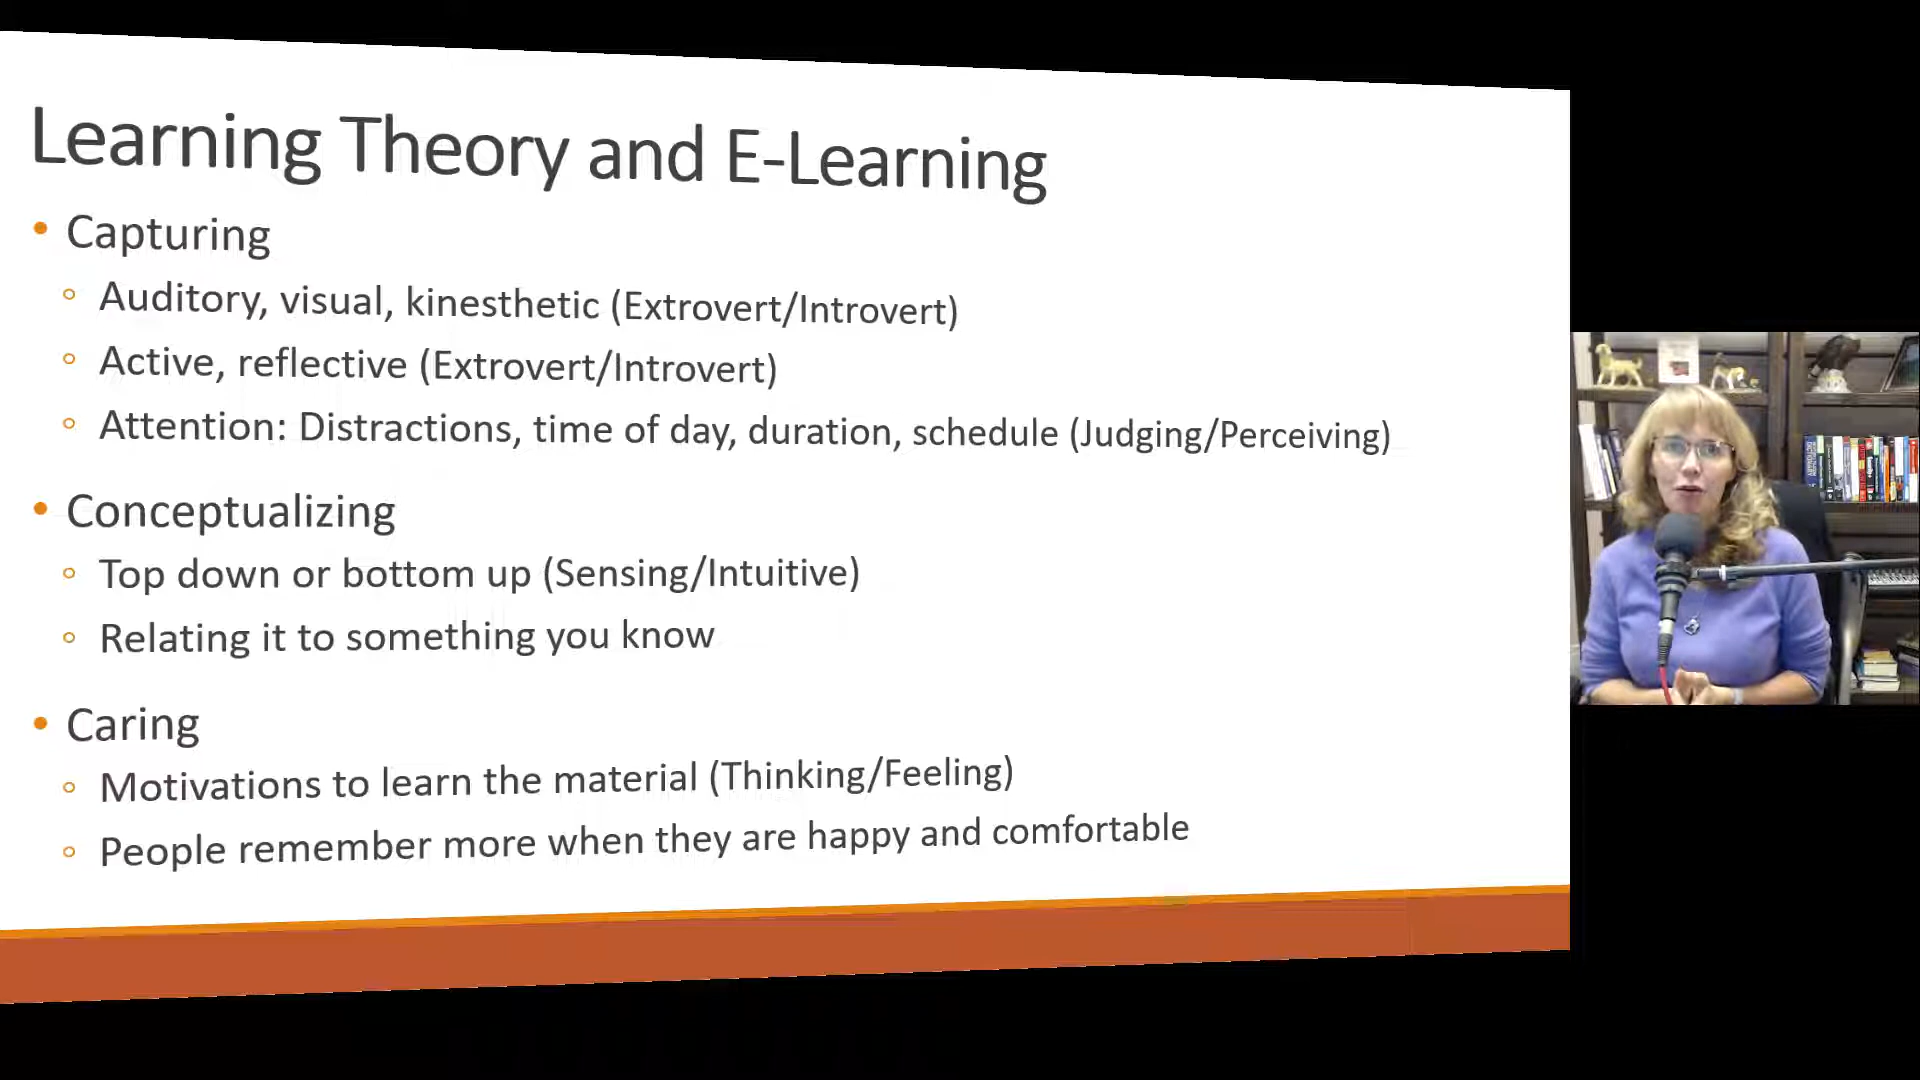 Learning Theory and E-Learning
• Capturing
◦ Auditory, visual, kinesthetic (Extrovert/Introvert)
◦ Active, reflective (Extrovert/Introvert)
◦ Attention: Distractions, time of day, duration, schedule (Judging/Perceiving)
• Conceptualizing
◦ Top down or bottom up (Sensing/Intuitive)
◦ Relating it to something you know
• Caring
◦ Motivations to learn the material (Thinking/Feeling)
◦ People remember more when they are happy and comfortable